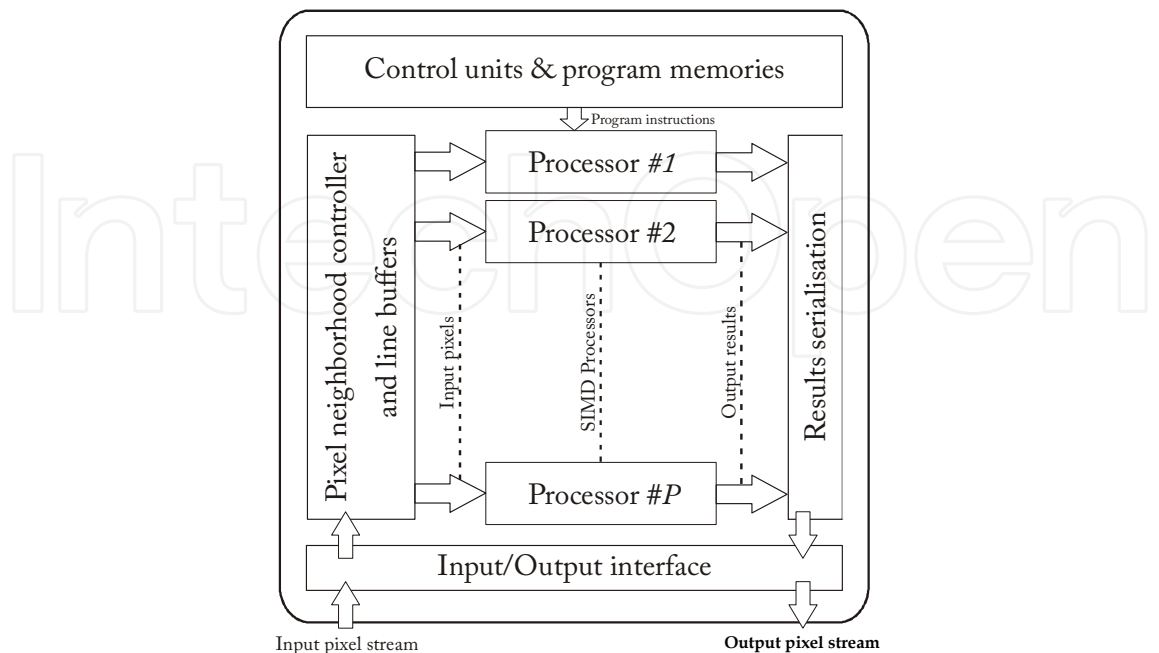 Control units & program memories
Program instructions
Pixel neighborhood controller
and line buffers
Processor #1
Processor #2
Input pixels
SIMD Processors
Output results
Results serialisation
Processor #P
Input/Output interface
Input pixel stream
Output pixel stream
IntechOpen